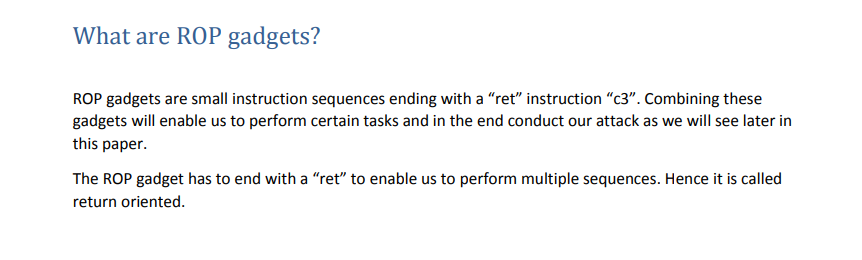 What are ROP gadgets?
ROP gadgets are small instruction sequences ending with a “ret” instruction “c3”. Combining these
gadgets will enable us to perform certain tasks and in the end conduct our attack as we will see later in
this paper.
The ROP gadget has to end with a “ret” to enable us to perform multiple sequences. Hence it is called
return oriented.